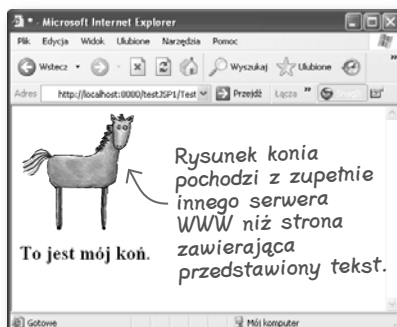 * - Microsoft Internet Explorer
Plik Edycja Widok Ulubione Narzędzia Pomoc
Wstecz Wyszukaj Ulubione
Adres http://localhost:8080/testJSP1/Test Przejdź Łącza
Rysunek konia
pochodzi z zupełnie
innego serwera
WWW niż strona
zawierająca
przedstawiony tekst.
To jest mój koń.
Gotowe Mój komputer